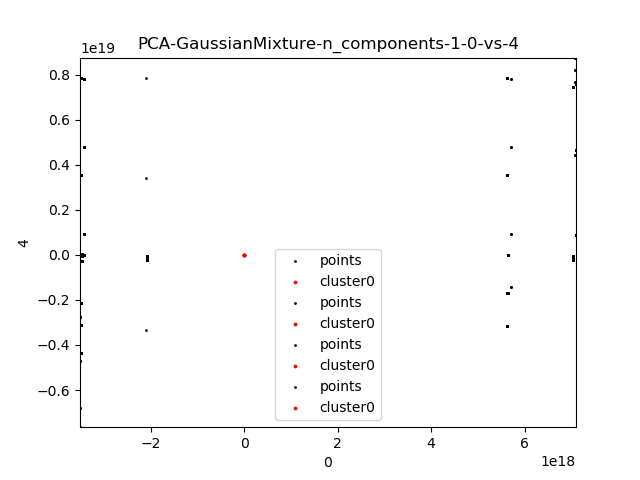 PCA-GaussianMixture-n_components-1-0-vs-4
1e19
0.8
0.6
0.4
0.2
0.0
−0.2
−0.4
−0.6
4
points
cluster0
points
cluster0
points
cluster0
points
cluster0
−2 0 2 4 6
0
1e18